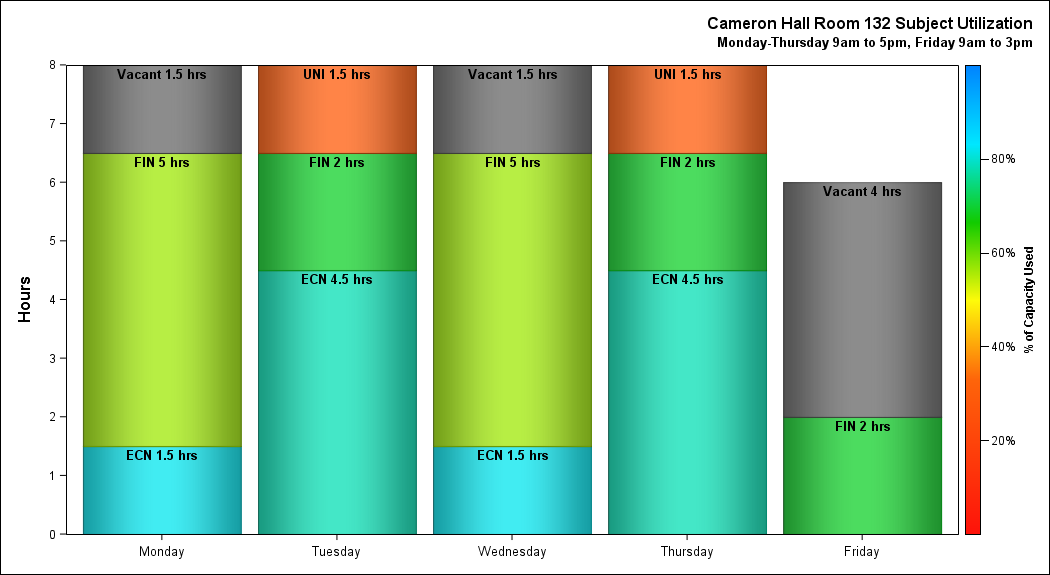 Cameron Hall Room 132 Subject Utilization
Monday-Thursday 9am to 5pm, Friday 9am to 3pm
Hours
8
7
6
5
4
3
2
1
0
Vacant 1.5 hrs
FIN 5 hrs
ECN 1.5 hrs
UNI 1.5 hrs
FIN 2 hrs
ECN 4.5 hrs
Vacant 1.5 hrs
FIN 5 hrs
ECN 1.5 hrs
UNI 1.5 hrs
FIN 2 hrs
ECN 4.5 hrs
Vacant 4 hrs
FIN 2 hrs
Monday
Tuesday
Wednesday
Thursday
Friday
80%
60%
40%
20%
% of Capacity Used